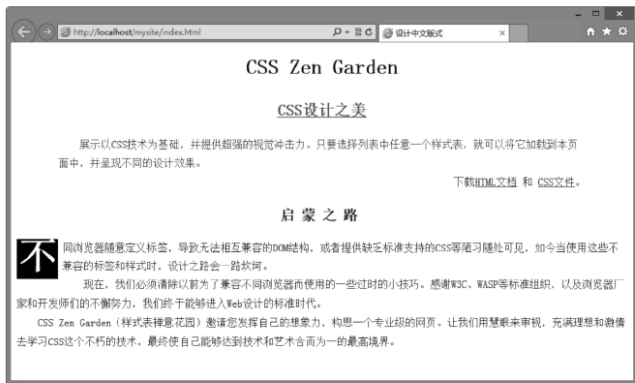 http://localhost/mysite/index.html
设计中文版式
CSS Zen Garden
CSS设计之美
展示以CSS技术为基础，并提供超强的视觉冲击力。只要选择列表中任意一个样式表，就可以将它加载到本页
面中，并呈现不同的设计效果。
下载HTML文档 和 CSS文件。
启蒙之路
不同浏览器随意定义标签，导致无法相互兼容的DOM结构，或者提供缺乏标准支持的CSS等陋习随处可见，如今当使用这些不
兼容的标签和样式时，设计之路会一路坎坷。
现在，我们必须清除以前为了兼容不同浏览器而使用的一些过时的小技巧。感谢W3C、WASP等标准组织，以及浏览器厂
家和开发师们的不懈努力，我们终于能够进入Web设计的标准时代。
CSS Zen Garden（样式表禅意花园）邀请您发挥自己的想象力，构思一个专业级的网页。让我们用慧眼来审视，充满理想和激情
去学习CSS这个不朽的技术，最终使自己能够达到技术和艺术合而为一的最高境界。